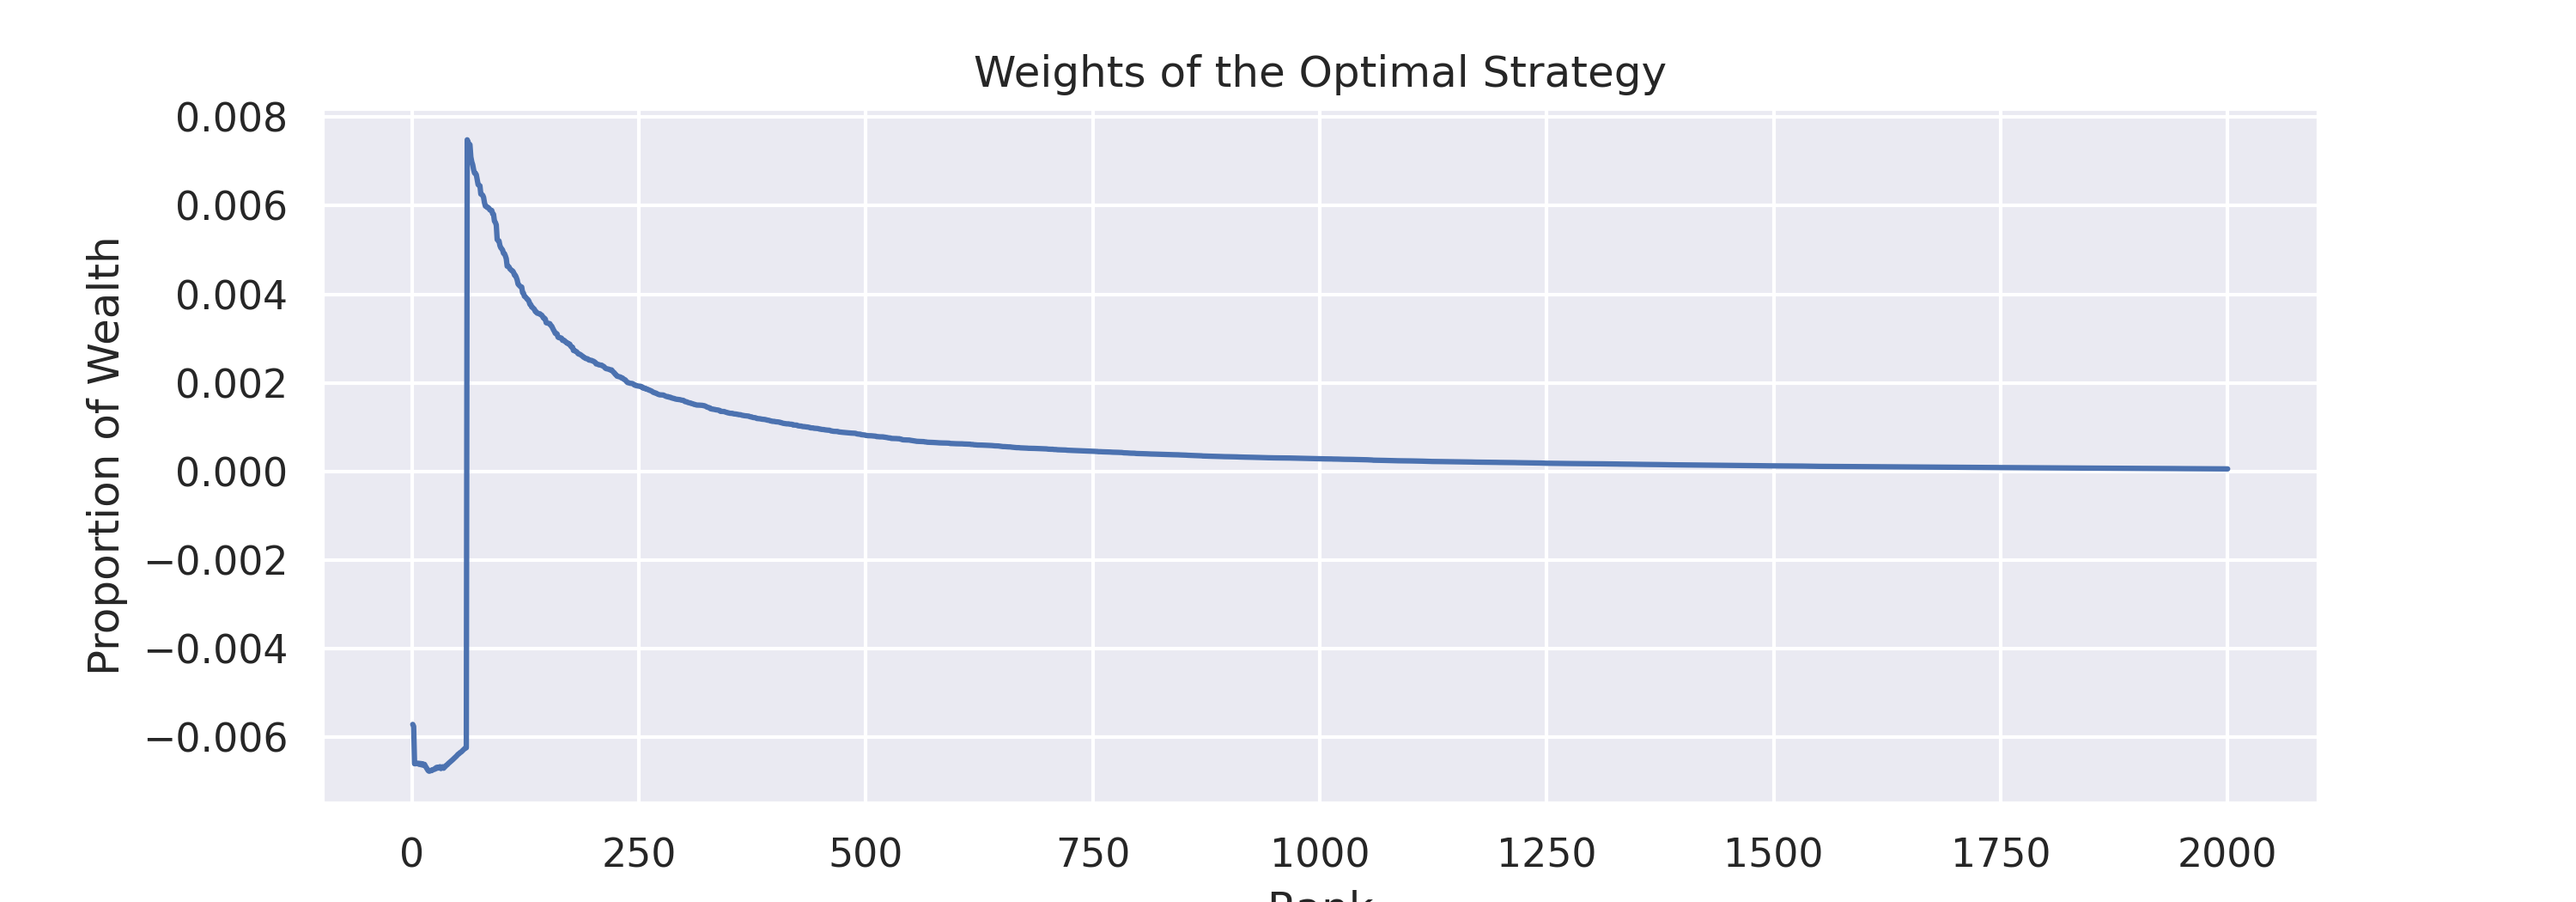 Weights of the Optimal Strategy
0.008
0.006
0.004
0.002
0.000
−0.002
−0.004
−0.006
Proportion of Wealth
0 250 500 750 1000 1250 1500 1750 2000
Rank